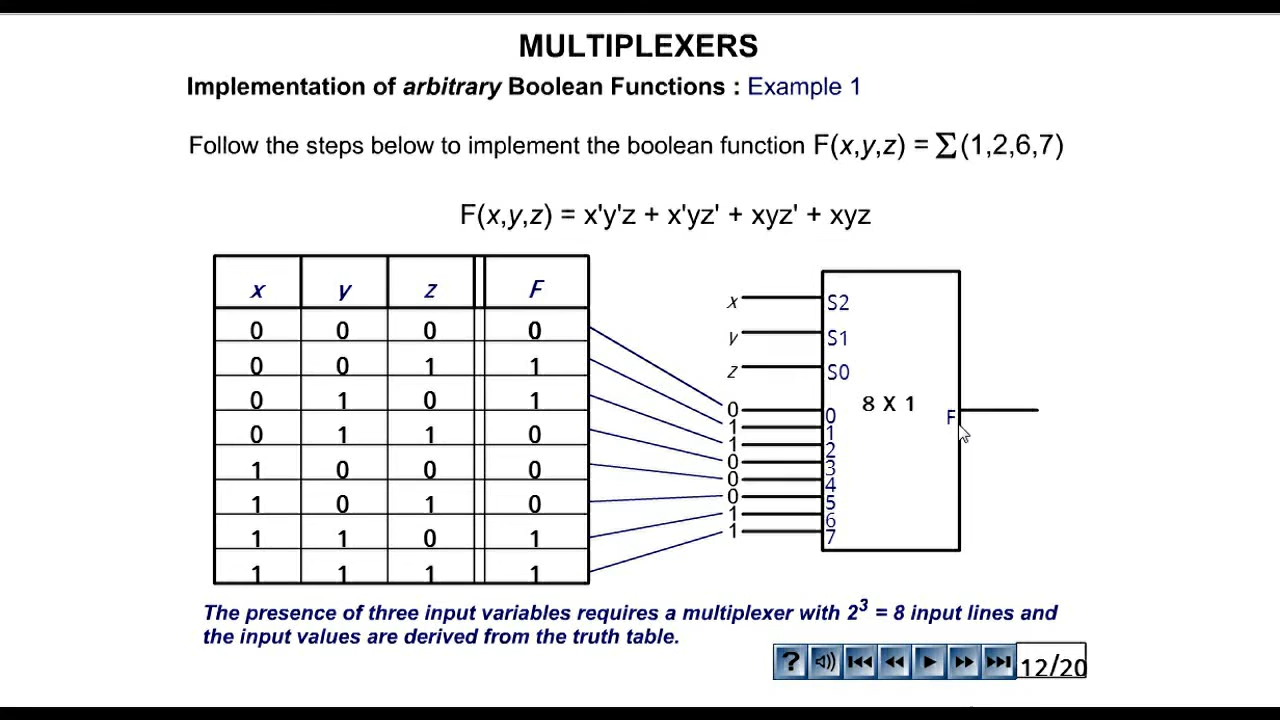 MULTIPLEXERS
Implementation of arbitrary Boolean Functions : Example 1
Follow the steps below to implement the boolean function F(x,y,z) = Σ(1,2,6,7)
F(x,y,z) = x'y'z + x'yz' + xyz' + xyz
x y z F
0 0 0 0
0 0 1 1
0 1 0 1
0 1 1 0
1 0 0 0
1 0 1 0
1 1 0 1
1 1 1 1
x S2
y S1
z S0
8 X 1
F
0 0
1 1
1 2
0 3
0 4
0 5
1 6
1 7
The presence of three input variables requires a multiplexer with 2³ = 8 input lines and
the input values are derived from the truth table.
? 12/20